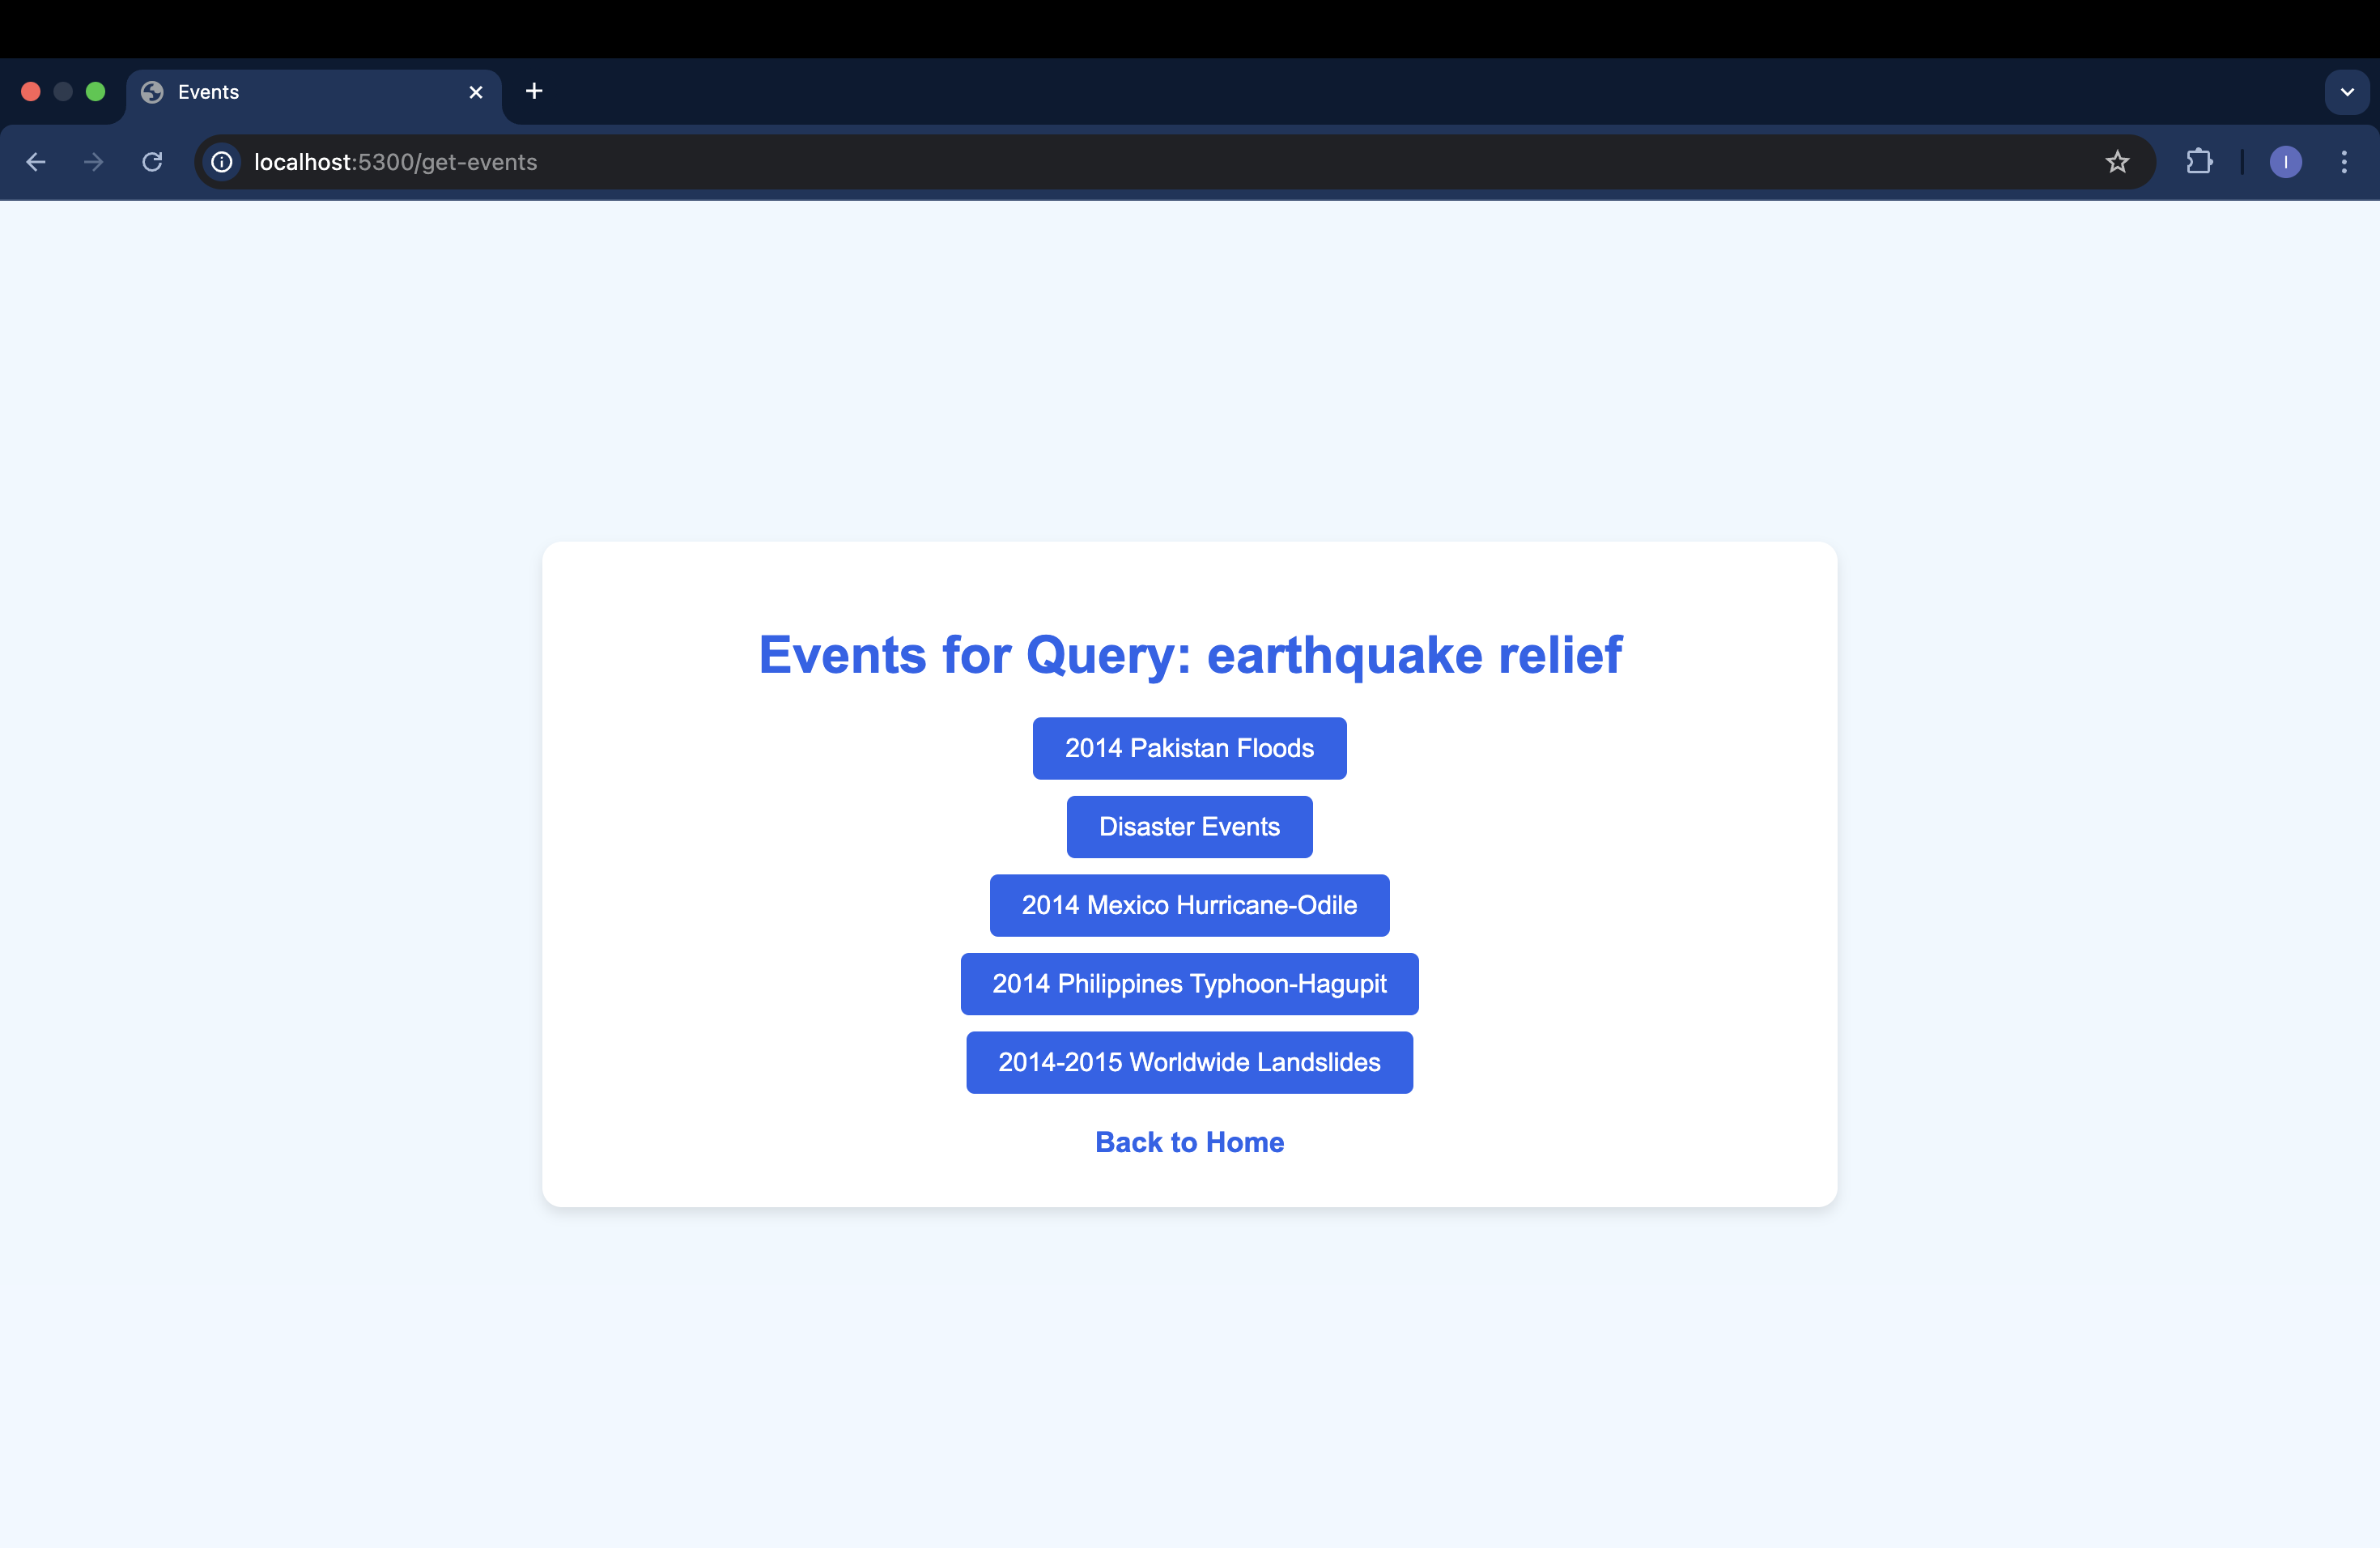 Events
localhost:5300/get-events
I
Events for Query: earthquake relief
2014 Pakistan Floods
Disaster Events
2014 Mexico Hurricane-Odile
2014 Philippines Typhoon-Hagupit
2014-2015 Worldwide Landslides
Back to Home